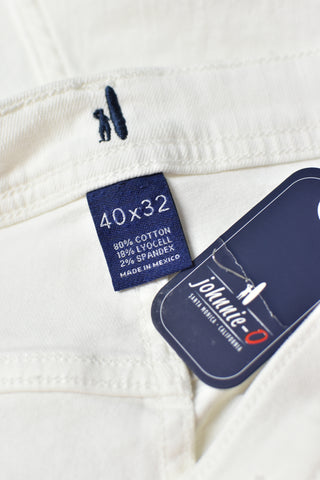 40x32
80% COTTON
18% LYOCELL
2% SPANDEX
MADE IN MEXICO
johnnie-O
SANTA MONICA • CALIFORNIA